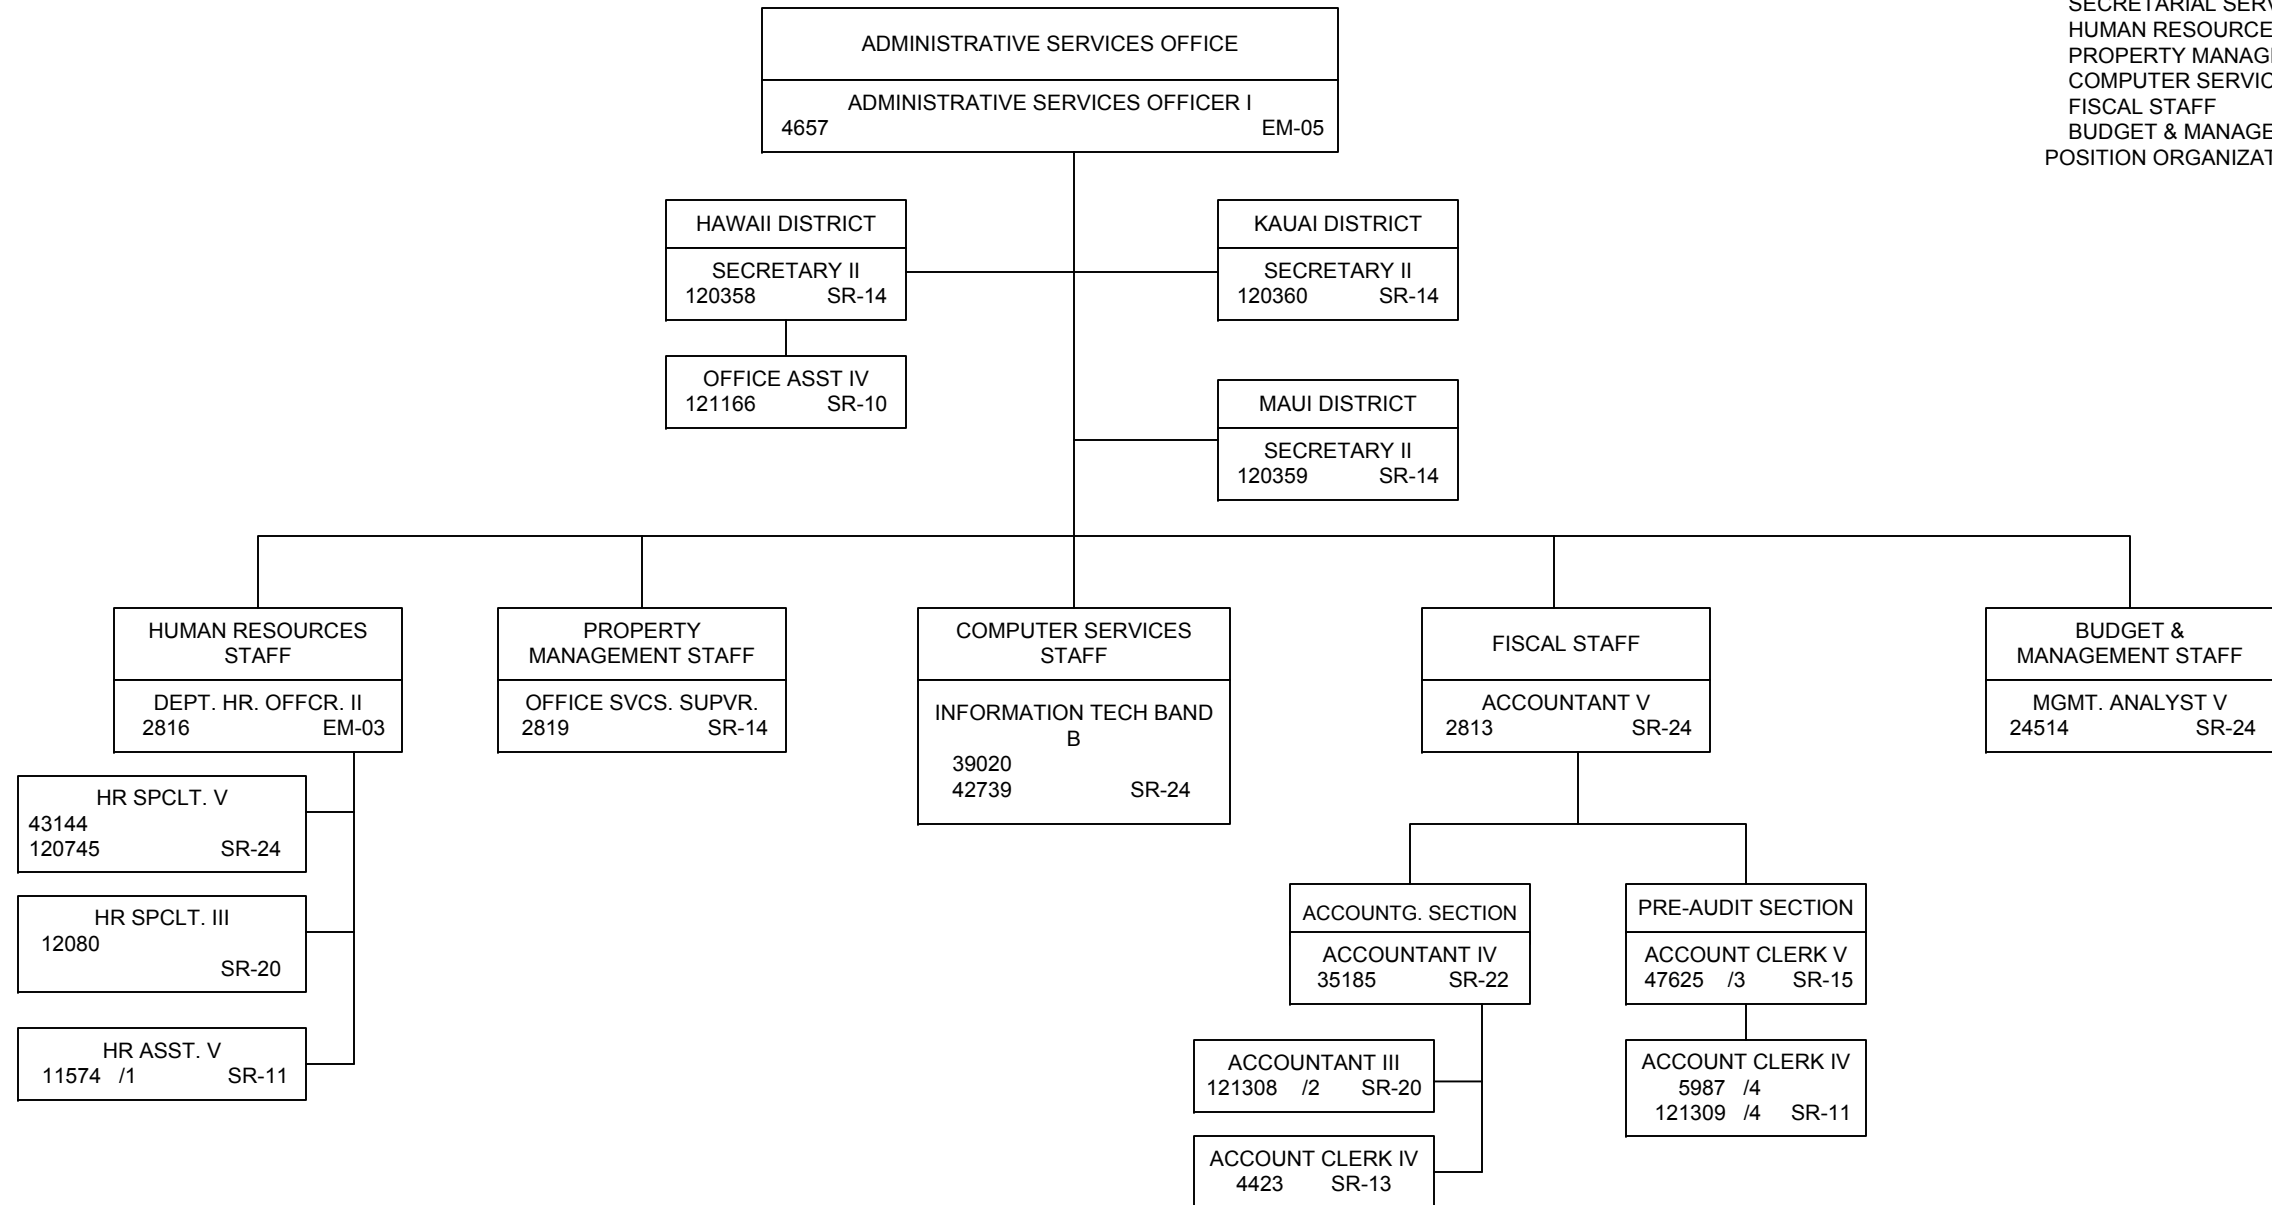 SECRETARIAL SERV
HUMAN RESOURCE
PROPERTY MANAG
COMPUTER SERVIC
FISCAL STAFF
BUDGET & MANAGE
POSITION ORGANIZAT
ADMINISTRATIVE SERVICES OFFICE
ADMINISTRATIVE SERVICES OFFICER I
4657 EM-05
HAWAII DISTRICT
SECRETARY II
120358 SR-14
OFFICE ASST IV
121166 SR-10
KAUAI DISTRICT
SECRETARY II
120360 SR-14
MAUI DISTRICT
SECRETARY II
120359 SR-14
HUMAN RESOURCES
STAFF
DEPT. HR. OFFCR. II
2816 EM-03
HR SPCLT. V
43144
120745 SR-24
HR SPCLT. III
12080
SR-20
HR ASST. V
11574 /1 SR-11
PROPERTY
MANAGEMENT STAFF
OFFICE SVCS. SUPVR.
2819 SR-14
COMPUTER SERVICES
STAFF
INFORMATION TECH BAND
B
39020
42739 SR-24
FISCAL STAFF
ACCOUNTANT V
2813 SR-24
ACCOUNTG. SECTION
ACCOUNTANT IV
35185 SR-22
ACCOUNTANT III
121308 /2 SR-20
ACCOUNT CLERK IV
4423 SR-13
PRE-AUDIT SECTION
ACCOUNT CLERK V
47625 /3 SR-15
ACCOUNT CLERK IV
5987 /4
121309 /4 SR-11
BUDGET &
MANAGEMENT STAFF
MGMT. ANALYST V
24514 SR-24